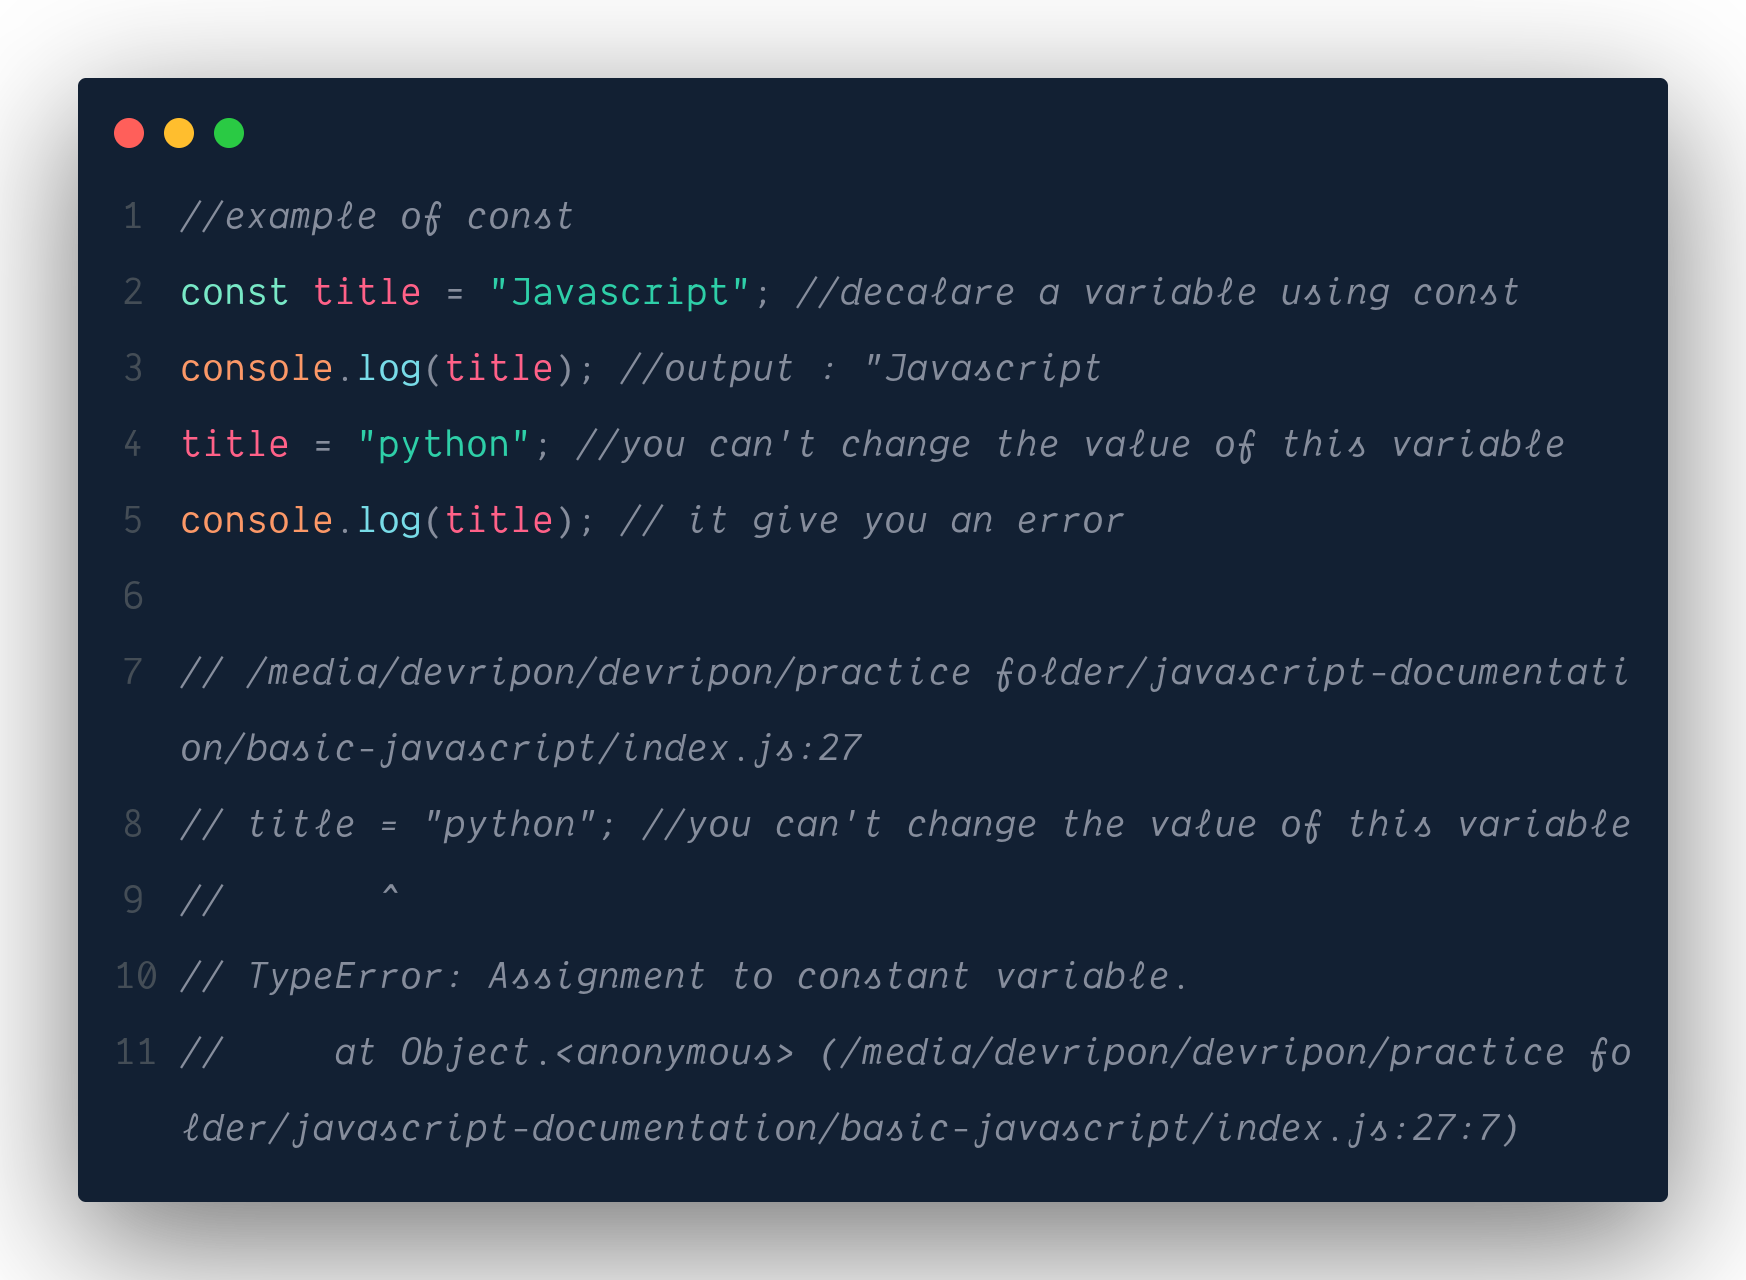 1 //example of const
2 const title = "Javascript"; //decalare a variable using const
3 console.log(title); //output : "Javascript
4 title = "python"; //you can't change the value of this variable
5 console.log(title); // it give you an error
6
7 // /media/devripon/devripon/practice folder/javascript-documentati
on/basic-javascript/index.js:27
8 // title = "python"; //you can't change the value of this variable
9 //       ^
10 // TypeError: Assignment to constant variable.
11 //     at Object.<anonymous> (/media/devripon/devripon/practice fo
lder/javascript-documentation/basic-javascript/index.js:27:7)